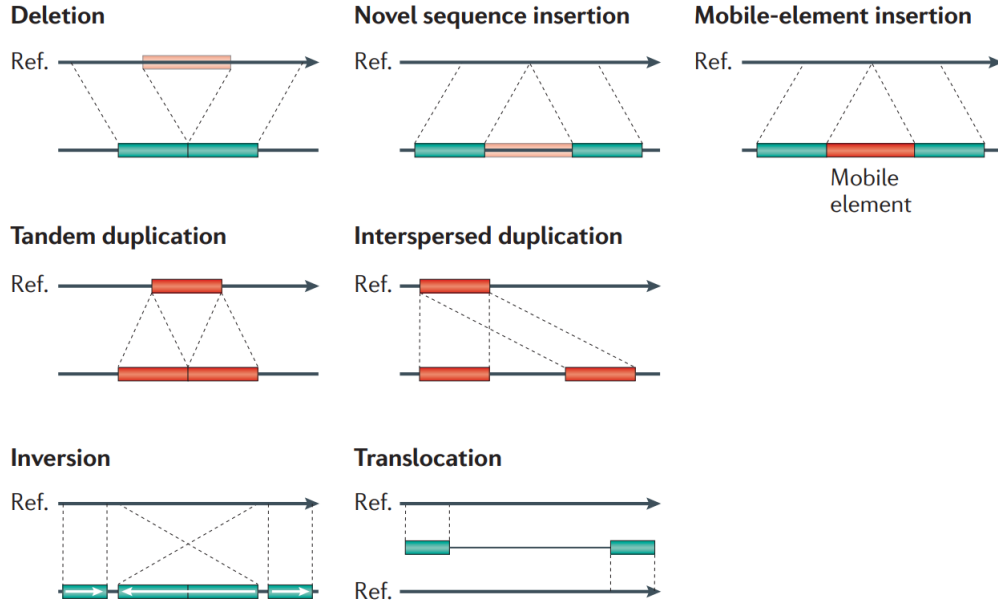 Deletion
Novel sequence insertion
Mobile-element insertion
Ref.
Ref.
Ref.
Mobile
element
Tandem duplication
Interspersed duplication
Ref.
Ref.
Inversion
Translocation
Ref.
Ref.
Ref.